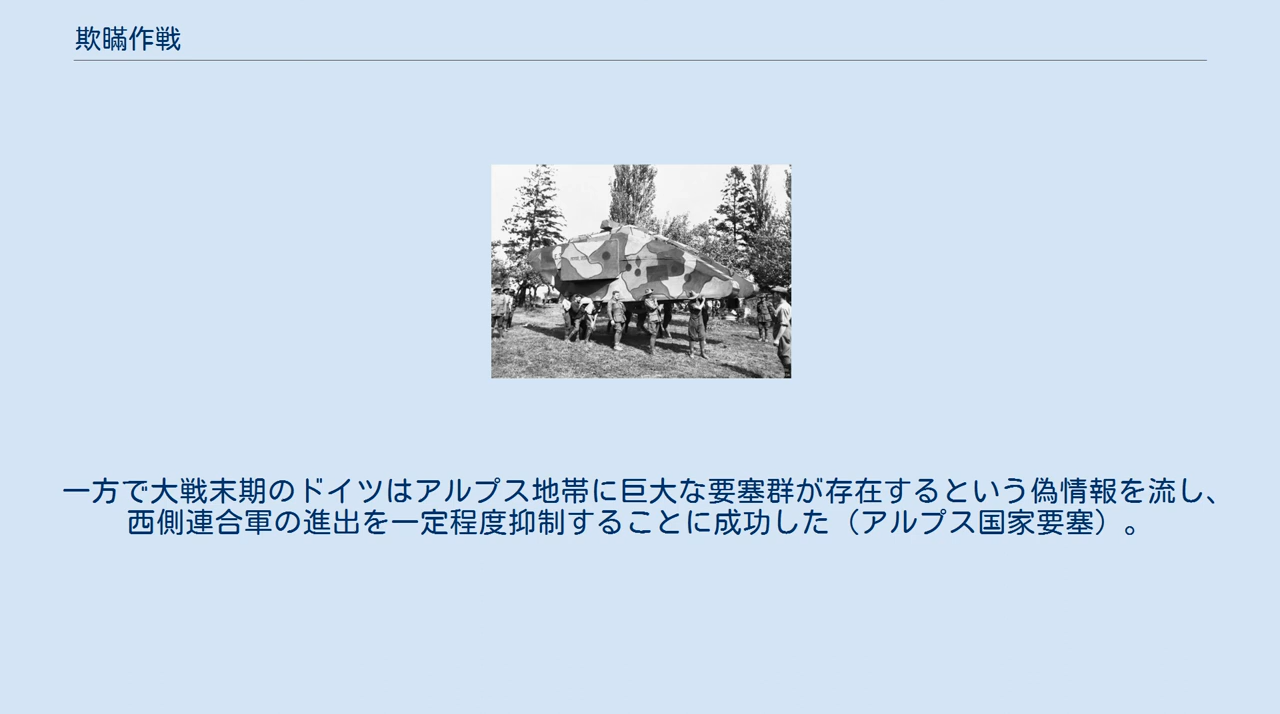 欺瞞作戦
一方で大戦末期のドイツはアルプス地帯に巨大な要塞群が存在するという偽情報を流し、
西側連合軍の進出を一定程度抑制することに成功した（アルプス国家要塞）。